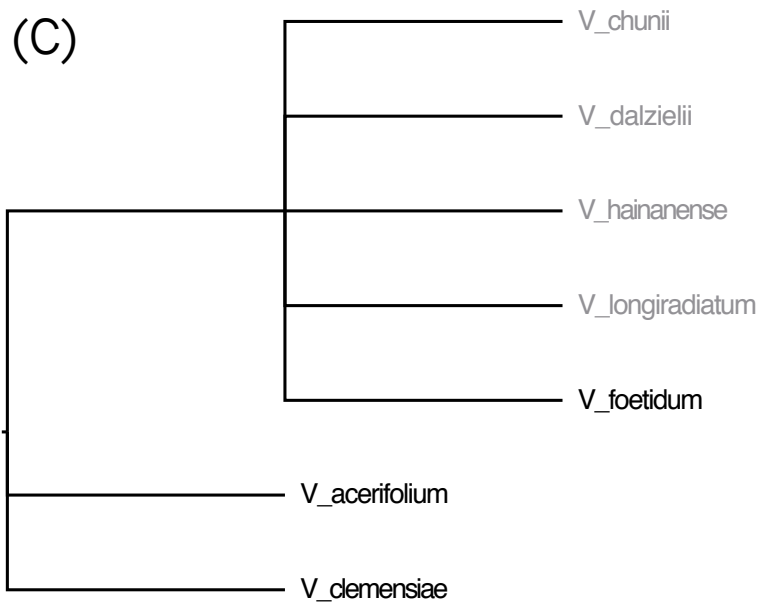 (C)
V_chunii
V_dalzielii
V_hainanense
V_longiradiatum
V_foetidum
V_acerifolium
V_clemensiae